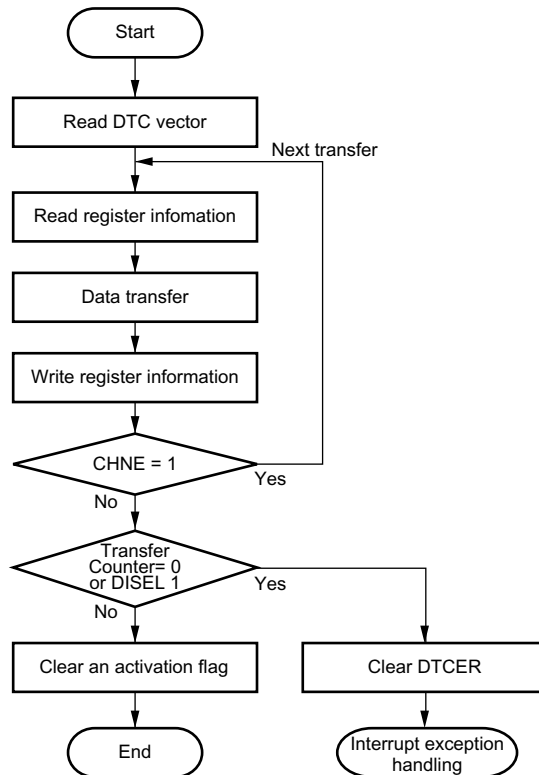 Start
Read DTC vector
Next transfer
Read register infomation
Data transfer
Write register information
CHNE = 1
Yes
No
Transfer
Counter= 0
or DISEL 1
Yes
No
Clear an activation flag
Clear DTCER
End
Interrupt exception
handling